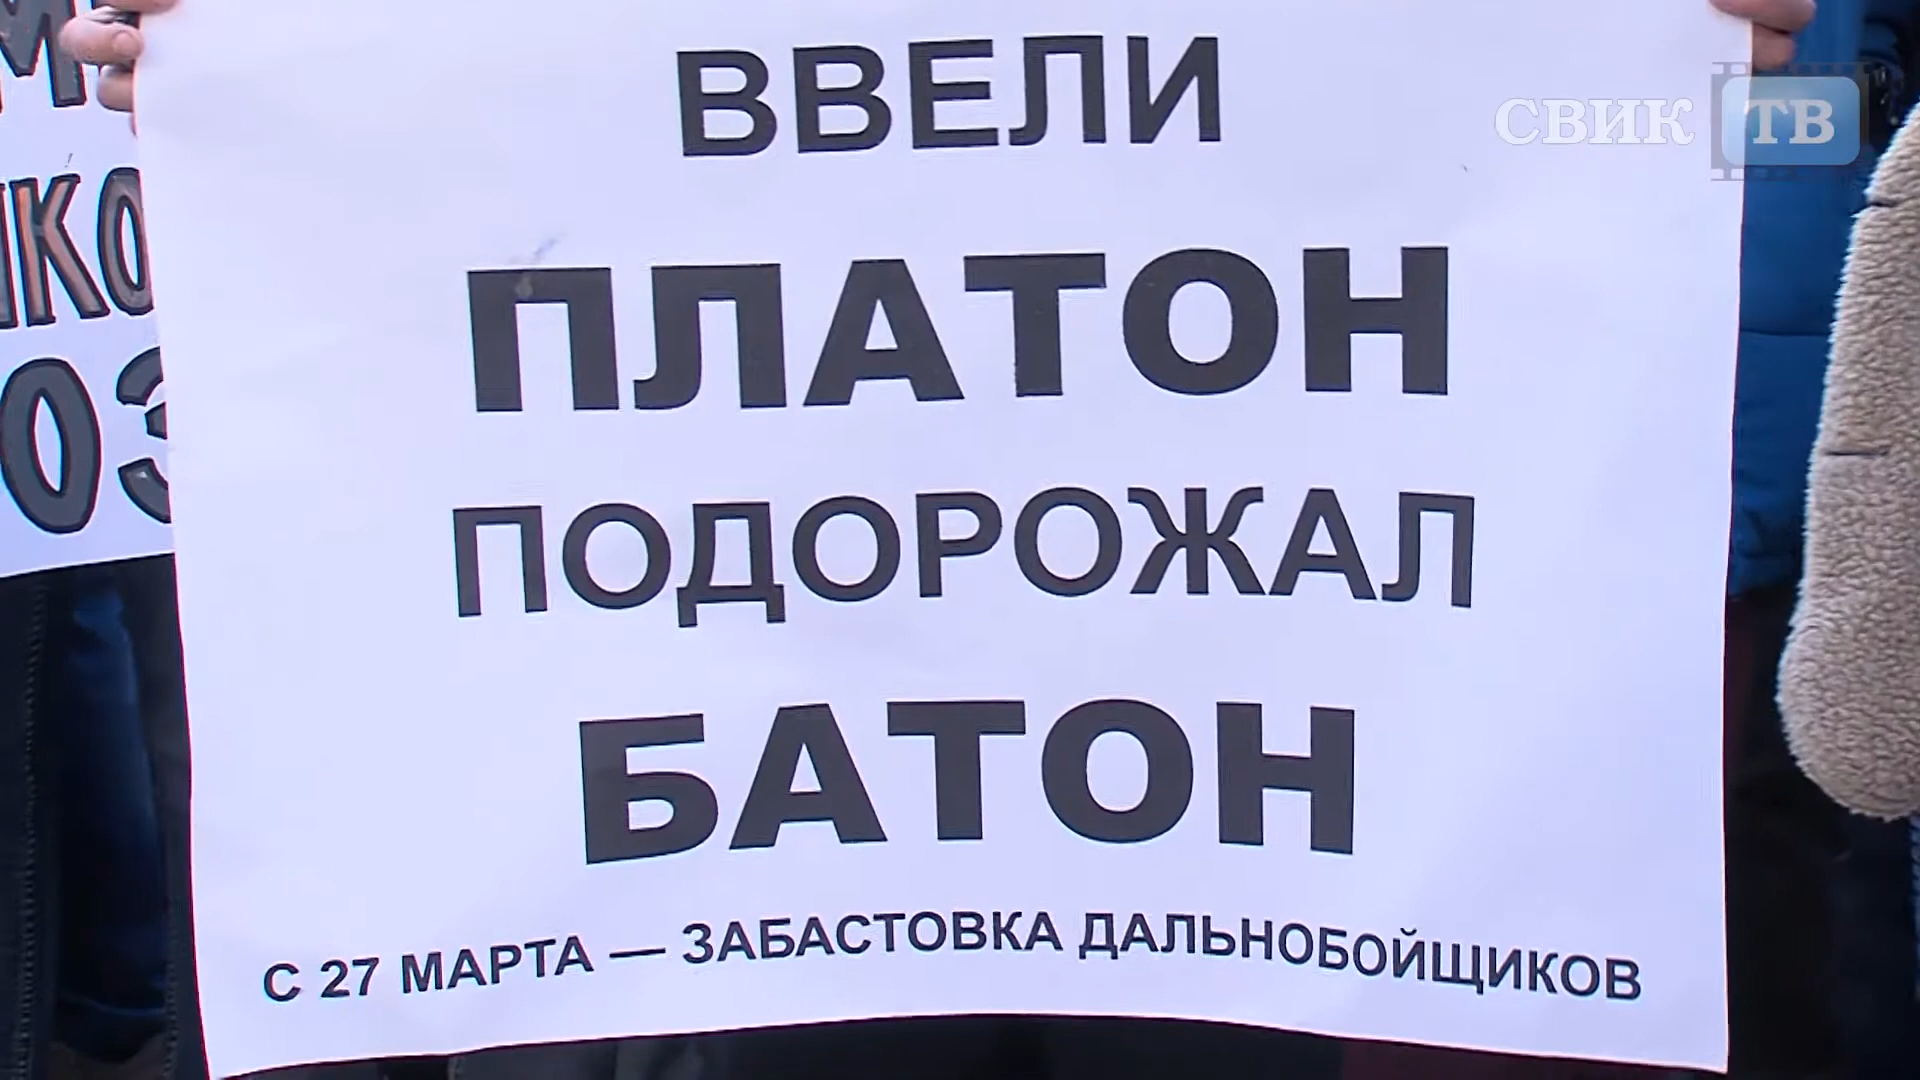 ВВЕЛИ
ПЛАТОН
ПОДОРОЖАЛ
БАТОН
С 27 МАРТА — ЗАБАСТОВКА ДАЛЬНОБОЙЩИКОВ
СВИК ТВ